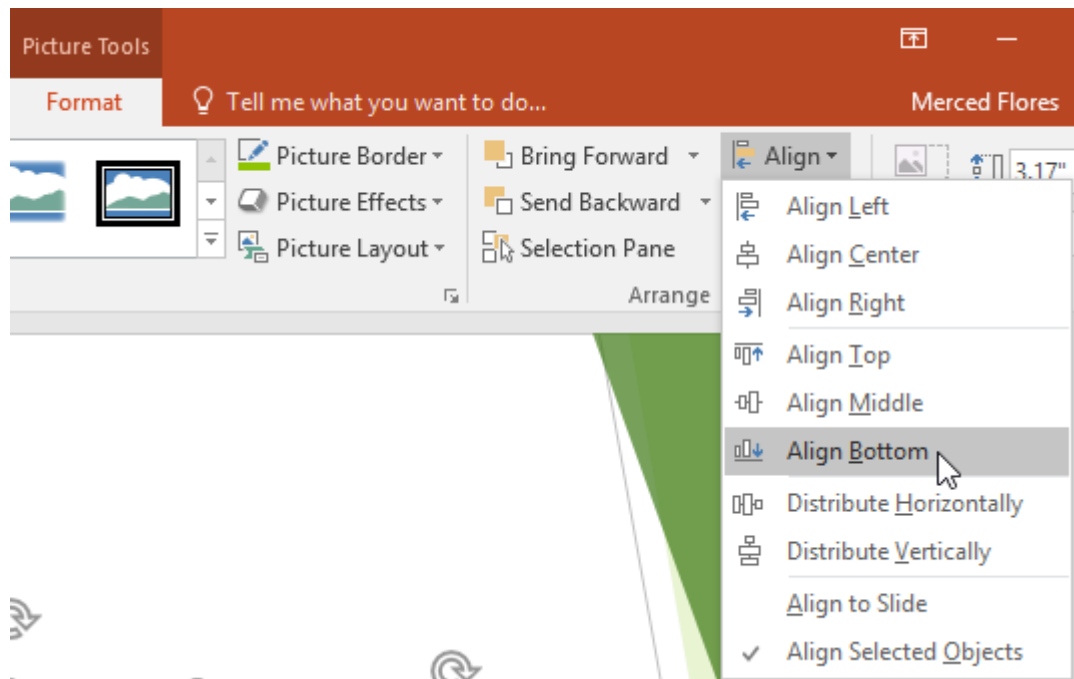 Picture Tools
Format
Tell me what you want to do...
Merced Flores
Picture Border
Picture Effects
Picture Layout
Bring Forward
Send Backward
Selection Pane
Arrange
Align
3.17"
Align Left
Align Center
Align Right
Align Top
Align Middle
Align Bottom
Distribute Horizontally
Distribute Vertically
Align to Slide
Align Selected Objects